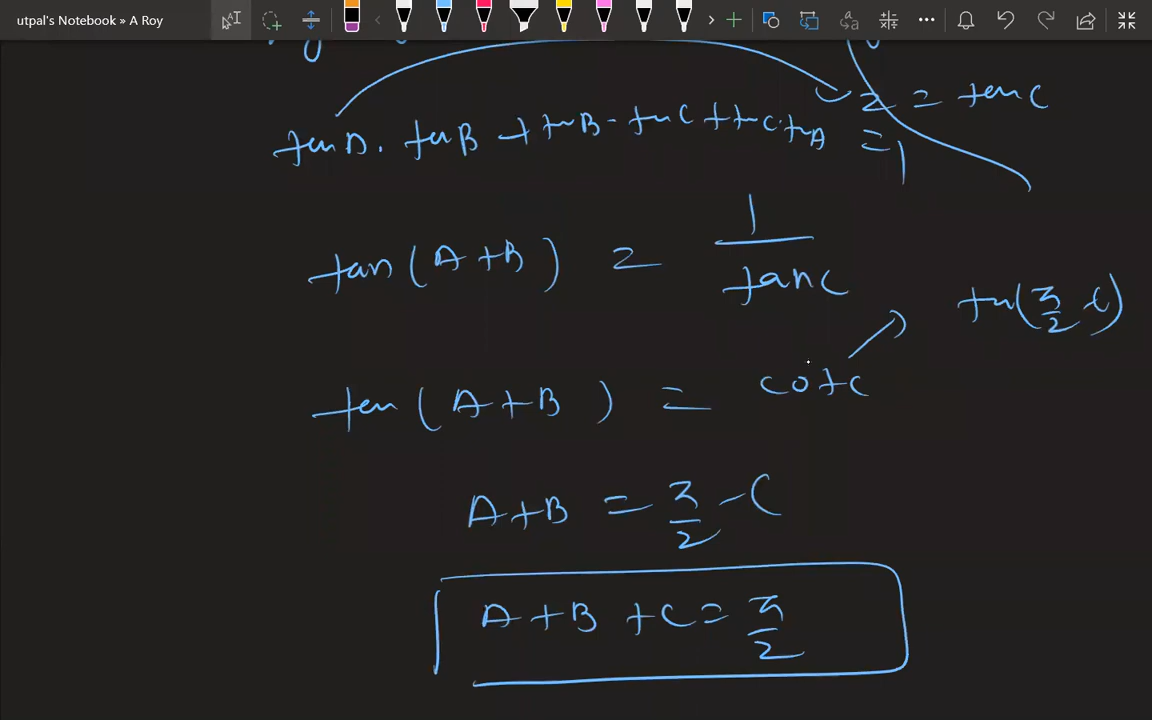 utpal's Notebook » A Roy
z = tanC
tanA. tanB + tanB - tanC + tanC. tanA = 1
tan(A+B) = 1/tanC
tan(π/2 - C)
tan(A+B) = cotC
A+B = π/2 - C
A+B+C = π/2